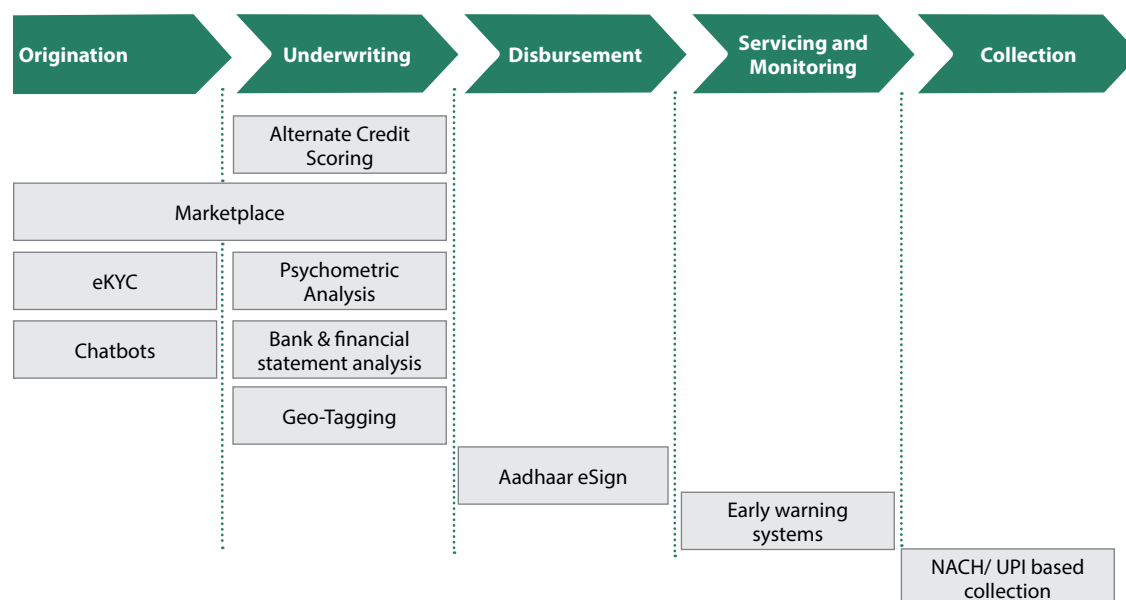 Origination
Underwriting
Disbursement
Servicing and
Monitoring
Collection
Alternate Credit
Scoring
Marketplace
eKYC
Psychometric
Analysis
Chatbots
Bank & financial
statement analysis
Geo-Tagging
Aadhaar eSign
Early warning
systems
NACH/ UPI based
collection